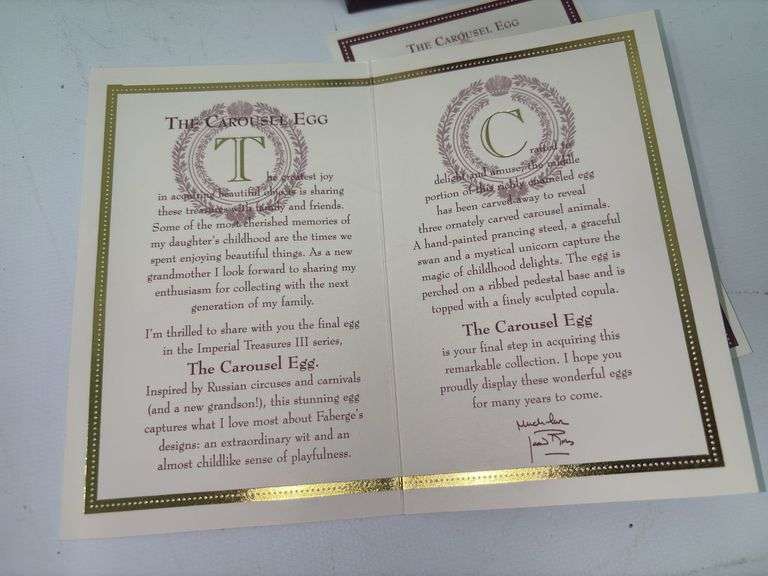 THE CAROUSEL EGG
THE CAROUSEL EGG
T
he greatest joy
in acquiring beautiful objects is sharing
these treasures with family and friends.
Some of the most cherished memories of
my daughter's childhood are the times we
spent enjoying beautiful things. As a new
grandmother I look forward to sharing my
enthusiasm for collecting with the next
generation of my family.
I'm thrilled to share with you the final egg
in the Imperial Treasures III series,
The Carousel Egg.
Inspired by Russian circuses and carnivals
(and a new grandson!), this stunning egg
captures what I love most about Faberge's
designs: an extraordinary wit and an
almost childlike sense of playfulness.
C
rafted to
delight and amuse, the middle
portion of this richly enameled egg
has been carved away to reveal
three ornately carved carousel animals.
A hand-painted prancing steed, a graceful
swan and a mystical unicorn capture the
magic of childhood delights. The egg is
perched on a ribbed pedestal base and is
topped with a finely sculpted copula.
The Carousel Egg
is your final step in acquiring this
remarkable collection. I hope you
proudly display these wonderful eggs
for many years to come.
Much love
Joan Rivers